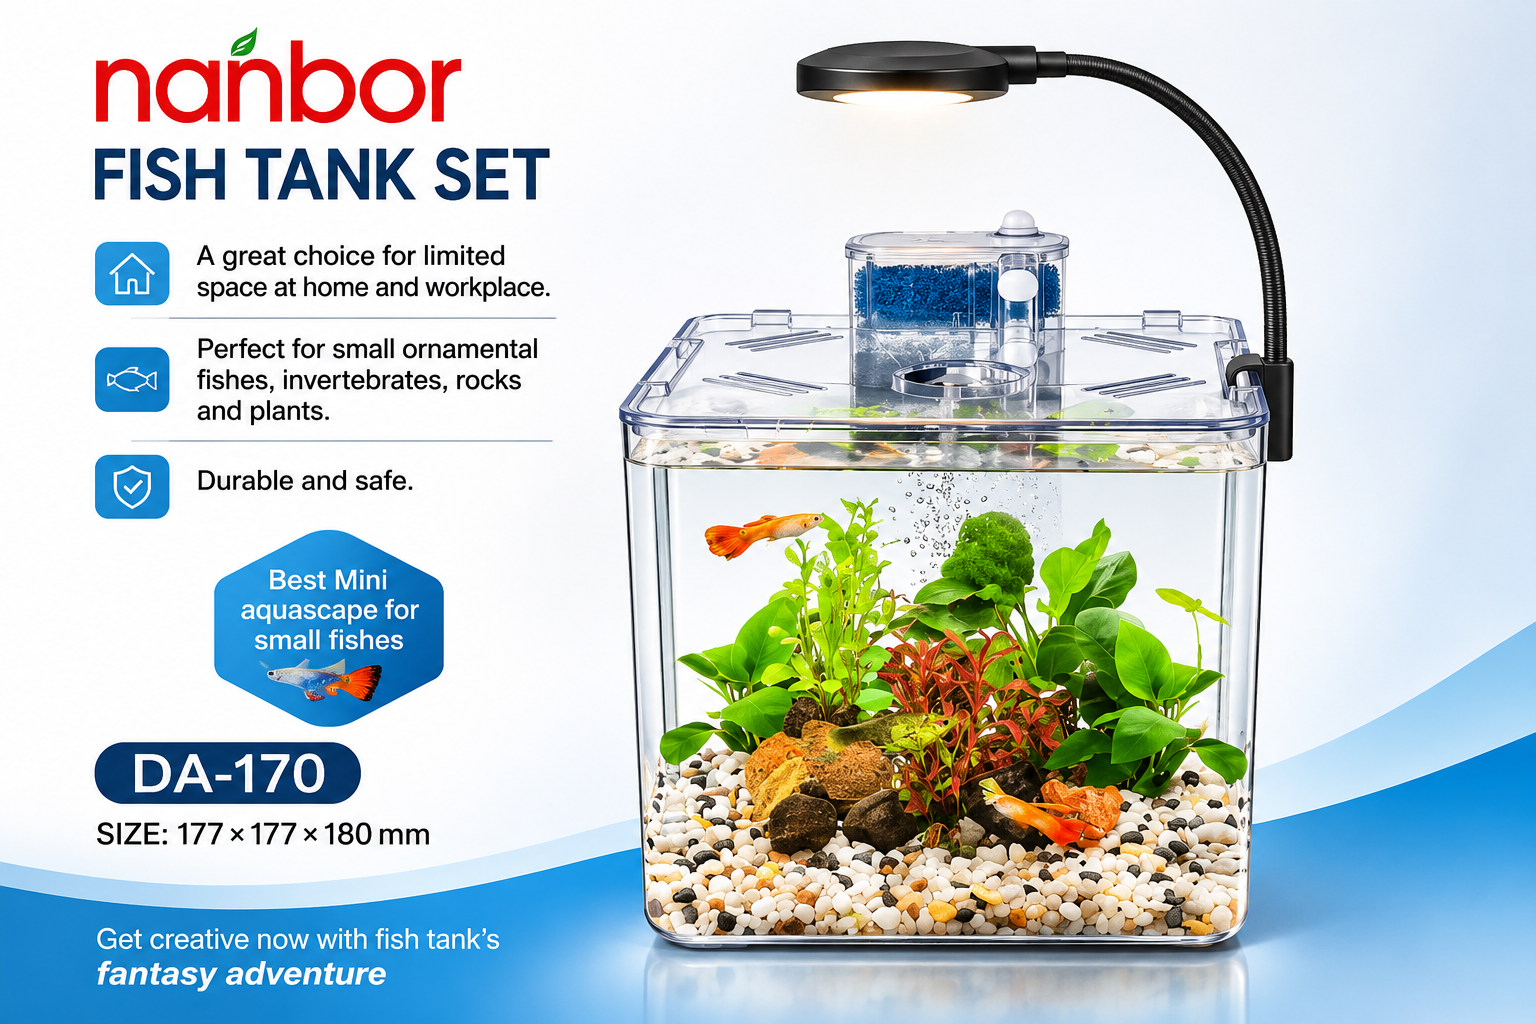 nanbor
FISH TANK SET
A great choice for limited
space at home and workplace.
Perfect for small ornamental
fishes, invertebrates, rocks
and plants.
Durable and safe.
Best Mini
aquascape for
small fishes
DA-170
SIZE: 177 × 177 × 180 mm
Get creative now with fish tank's
fantasy adventure